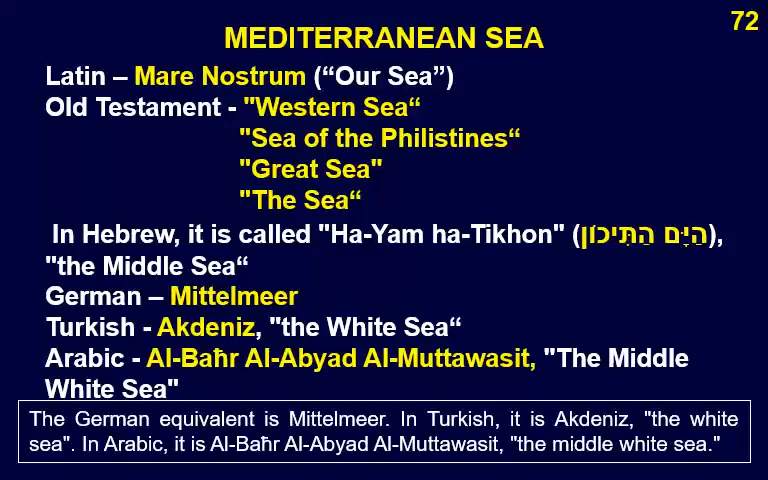 72
MEDITERRANEAN SEA
Latin – Mare Nostrum (“Our Sea”)
Old Testament - "Western Sea“
"Sea of the Philistines“
"Great Sea"
"The Sea“
In Hebrew, it is called "Ha-Yam ha-Tikhon" (הַיָּם הַתִּיכוֹן),
"the Middle Sea“
German – Mittelmeer
Turkish - Akdeniz, "the White Sea“
Arabic - Al-Baħr Al-Abyad Al-Muttawasit, "The Middle
White Sea"
The German equivalent is Mittelmeer. In Turkish, it is Akdeniz, "the white
sea". In Arabic, it is Al-Baħr Al-Abyad Al-Muttawasit, "the middle white sea."